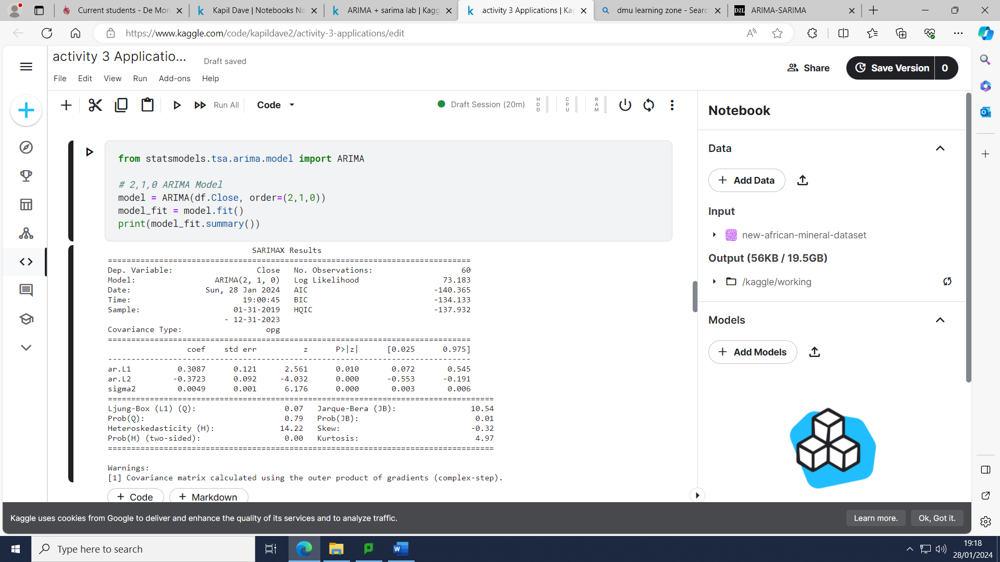 Current students - De Mon
Kapil Dave | Notebooks No
ARIMA + sarima lab | Kagg
activity 3 Applications | Kag
dmu learning zone - Search
D2L ARIMA-SARIMA
https://www.kaggle.com/code/kapildave2/activity-3-applications/edit
activity 3 Applicatio... Draft saved
Share
Save Version 0
File Edit View Run Add-ons Help
Run All Code Draft Session (20m) HDD CPU RAM
from statsmodels.tsa.arima.model import ARIMA
# 2,1,0 ARIMA Model
model = ARIMA(df.Close, order=(2,1,0))
model_fit = model.fit()
print(model_fit.summary())
SARIMAX Results
==============================================================================
Dep. Variable: Close No. Observations: 60
Model: ARIMA(2, 1, 0) Log Likelihood 73.183
Date: Sun, 28 Jan 2024 AIC -140.365
Time: 19:00:45 BIC -134.133
Sample: 01-31-2019 HQIC -137.932
- 12-31-2023
Covariance Type: opg
==============================================================================
coef std err z P>|z| [0.025 0.975]
------------------------------------------------------------------------------
ar.L1 0.3087 0.121 2.561 0.010 0.072 0.545
ar.L2 -0.3723 0.092 -4.032 0.000 -0.553 -0.191
sigma2 0.0049 0.001 6.176 0.000 0.003 0.006
===================================================================================
Ljung-Box (L1) (Q): 0.07 Jarque-Bera (JB): 10.54
Prob(Q): 0.79 Prob(JB): 0.01
Heteroskedasticity (H): 14.22 Skew: -0.32
Prob(H) (two-sided): 0.00 Kurtosis: 4.97
===================================================================================
Warnings:
[1] Covariance matrix calculated using the outer product of gradients (complex-step).
+ Code + Markdown
Notebook
Data
+ Add Data
Input
new-african-mineral-dataset
Output (56KB / 19.5GB)
/kaggle/working
Models
+ Add Models
Kaggle uses cookies from Google to deliver and enhance the quality of its services and to analyze traffic.
Learn more. Ok, Got it.
Type here to search
19:18
28/01/2024